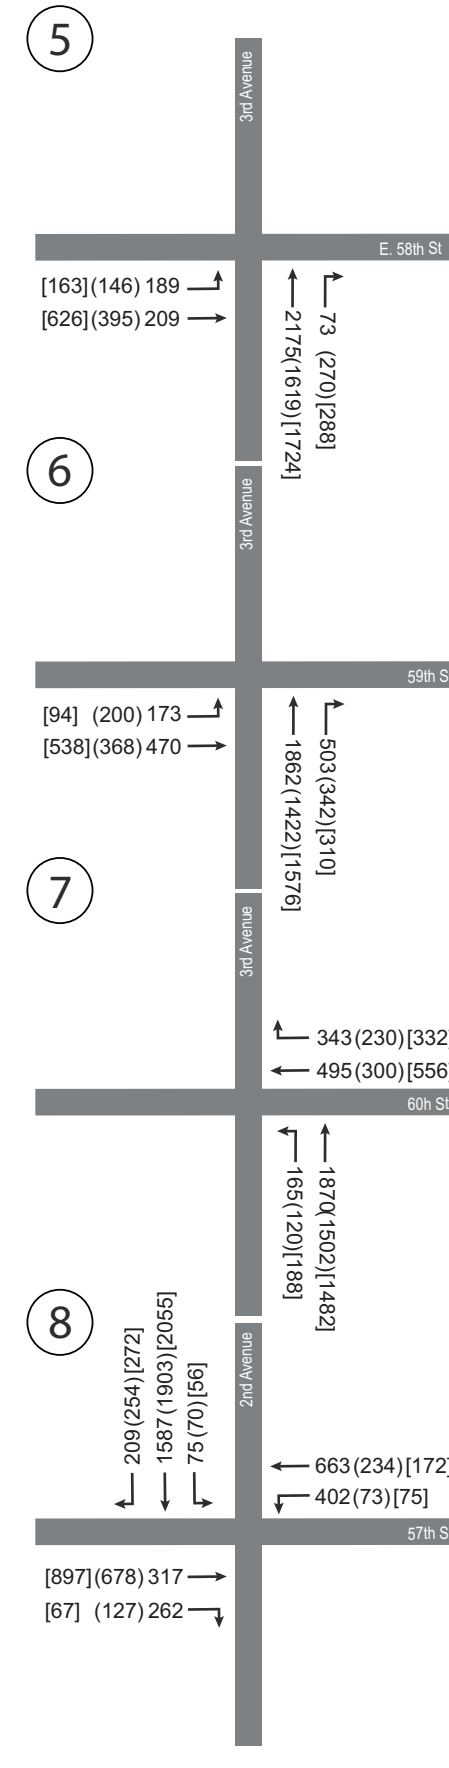 5
3rd Avenue
E. 58th St
[163](146) 189
[626](395) 209
2175(1619)[1724]
73 (270)[288]
6
3rd Avenue
59th S
[94] (200) 173
[538](368) 470
1862(1422)[1576]
503(342)[310]
7
3rd Avenue
343(230)[332]
495(300)[556]
60h St
165(120)[188]
1870(1502)[1482]
8
209(254)[272]
1587(1903)[2055]
75(70)[56]
2nd Avenue
663(234)[172]
402(73)[75]
57th S
[897](678) 317
[67] (127) 262